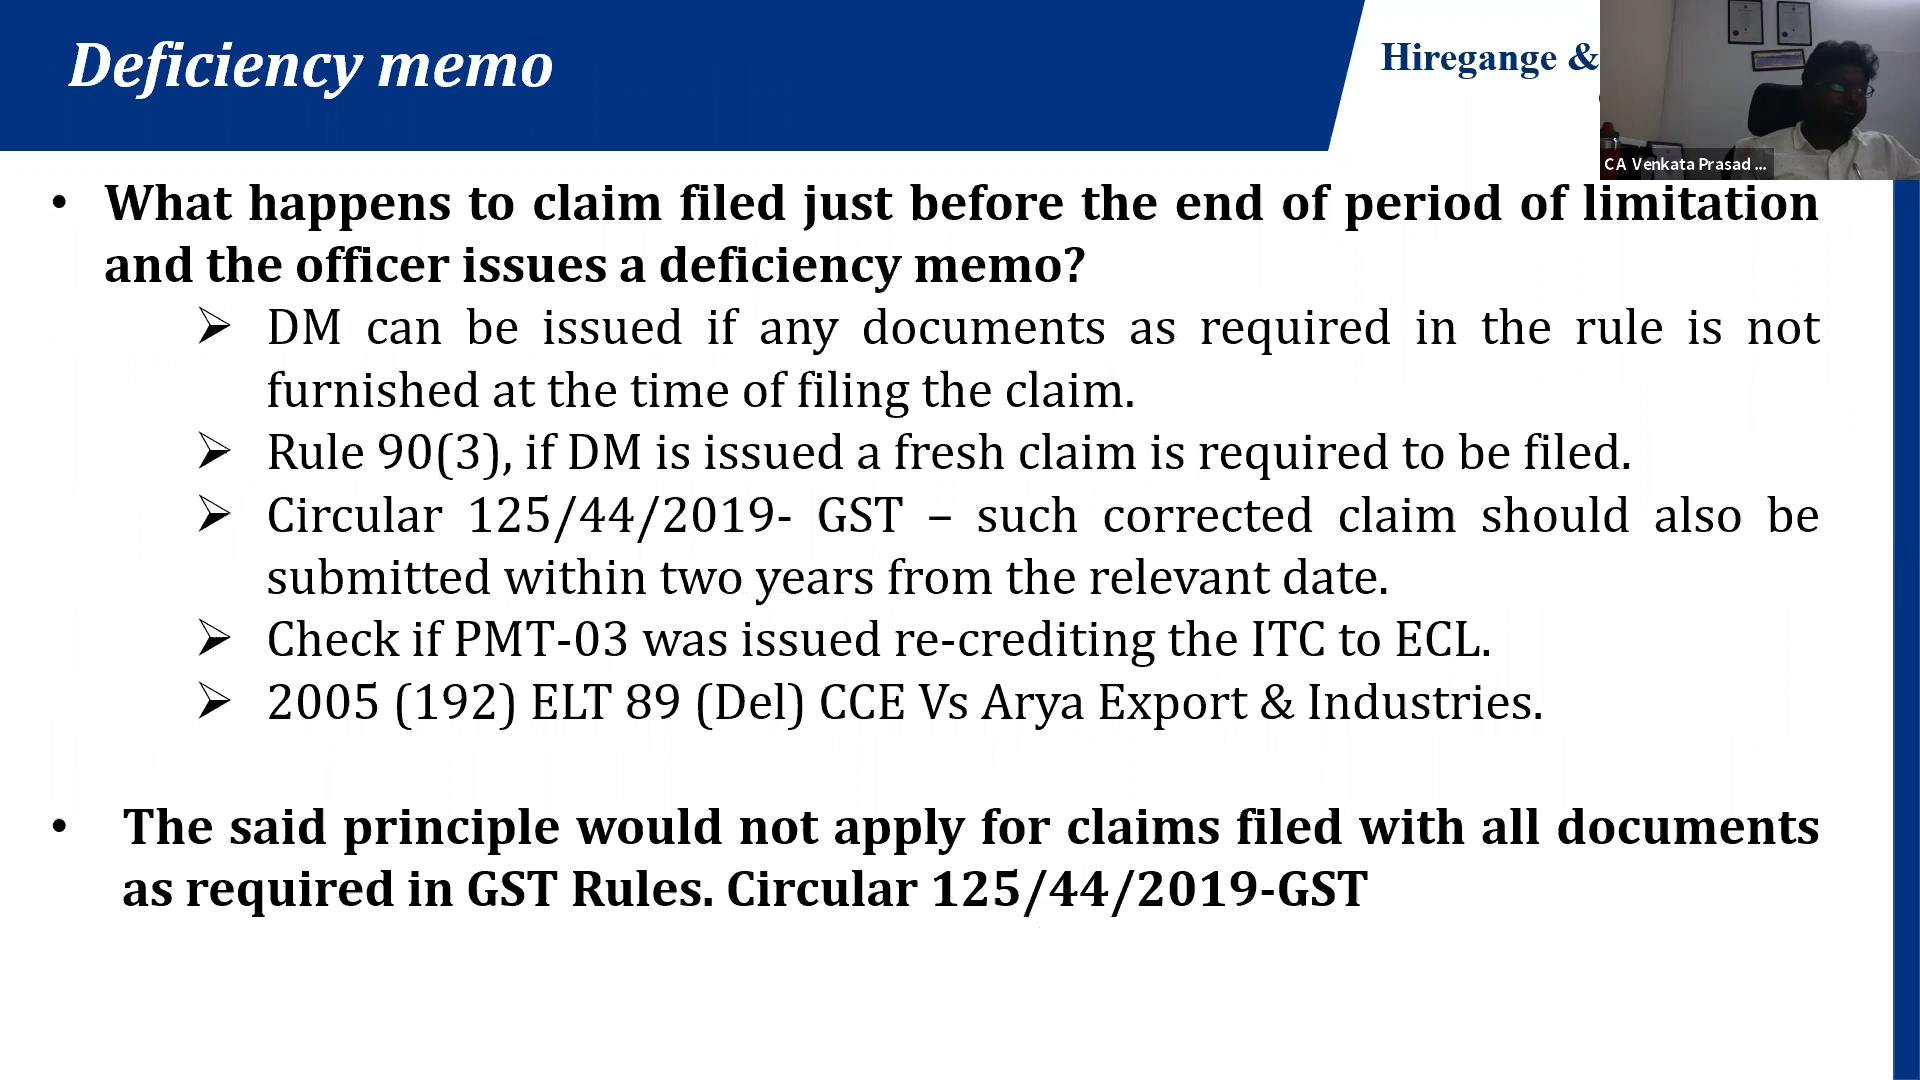 Deficiency memo
Hiregange &
CA Venkata Prasad ...
• What happens to claim filed just before the end of period of limitation
and the officer issues a deficiency memo?
➢ DM can be issued if any documents as required in the rule is not
furnished at the time of filing the claim.
➢ Rule 90(3), if DM is issued a fresh claim is required to be filed.
➢ Circular 125/44/2019- GST – such corrected claim should also be
submitted within two years from the relevant date.
➢ Check if PMT-03 was issued re-crediting the ITC to ECL.
➢ 2005 (192) ELT 89 (Del) CCE Vs Arya Export & Industries.
• The said principle would not apply for claims filed with all documents
as required in GST Rules. Circular 125/44/2019-GST